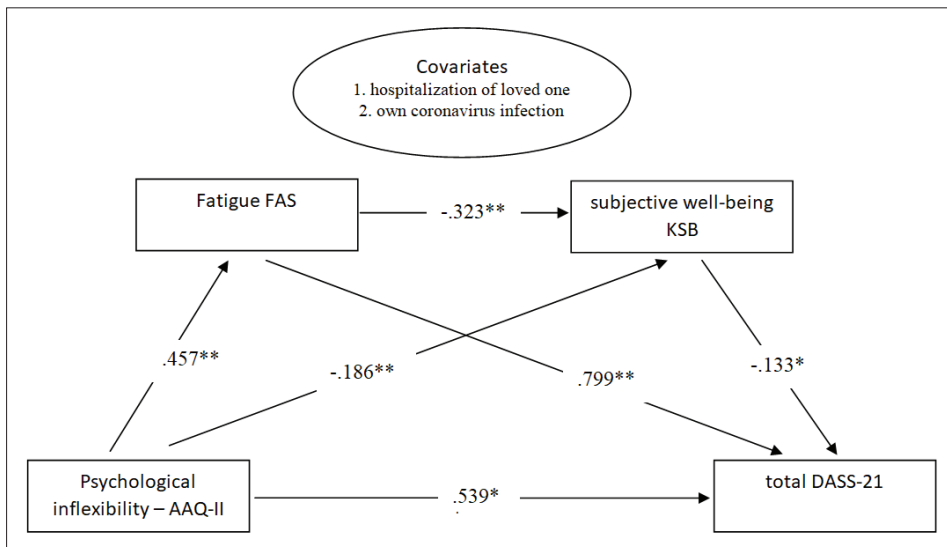 Covariates
1. hospitalization of loved one
2. own coronavirus infection
Fatigue FAS
-.323**
subjective well-being
KSB
.457**
-.186**
.799**
-.133*
Psychological
inflexibility – AAQ-II
.539*
total DASS-21